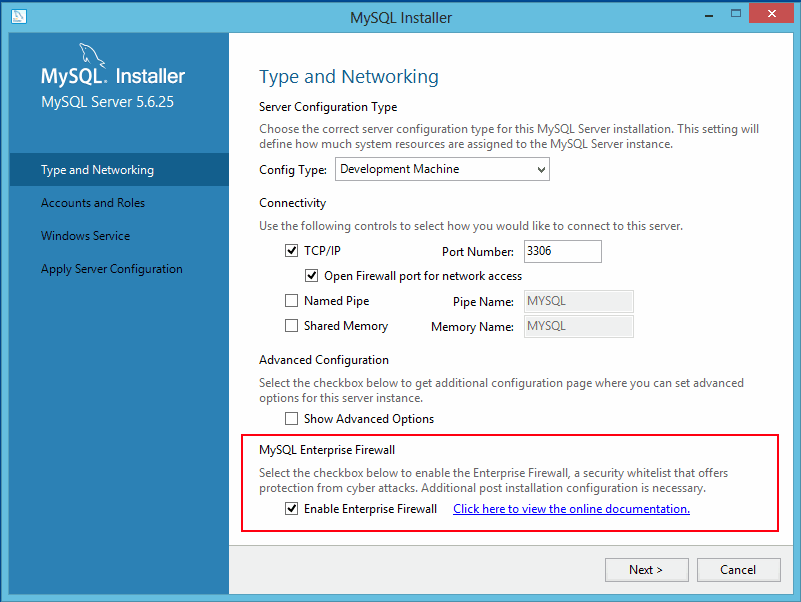 MySQL Installer
MySQL. Installer
MySQL Server 5.6.25
Type and Networking
Accounts and Roles
Windows Service
Apply Server Configuration
Type and Networking
Server Configuration Type
Choose the correct server configuration type for this MySQL Server installation. This setting will
define how much system resources are assigned to the MySQL Server instance.
Config Type: Development Machine
Connectivity
Use the following controls to select how you would like to connect to this server.
TCP/IP Port Number: 3306
Open Firewall port for network access
Named Pipe Pipe Name: MYSQL
Shared Memory Memory Name: MYSQL
Advanced Configuration
Select the checkbox below to get additional configuration page where you can set advanced
options for this server instance.
Show Advanced Options
MySQL Enterprise Firewall
Select the checkbox below to enable the Enterprise Firewall, a security whitelist that offers
protection from cyber attacks. Additional post installation configuration is necessary.
Enable Enterprise Firewall Click here to view the online documentation.
Next > Cancel